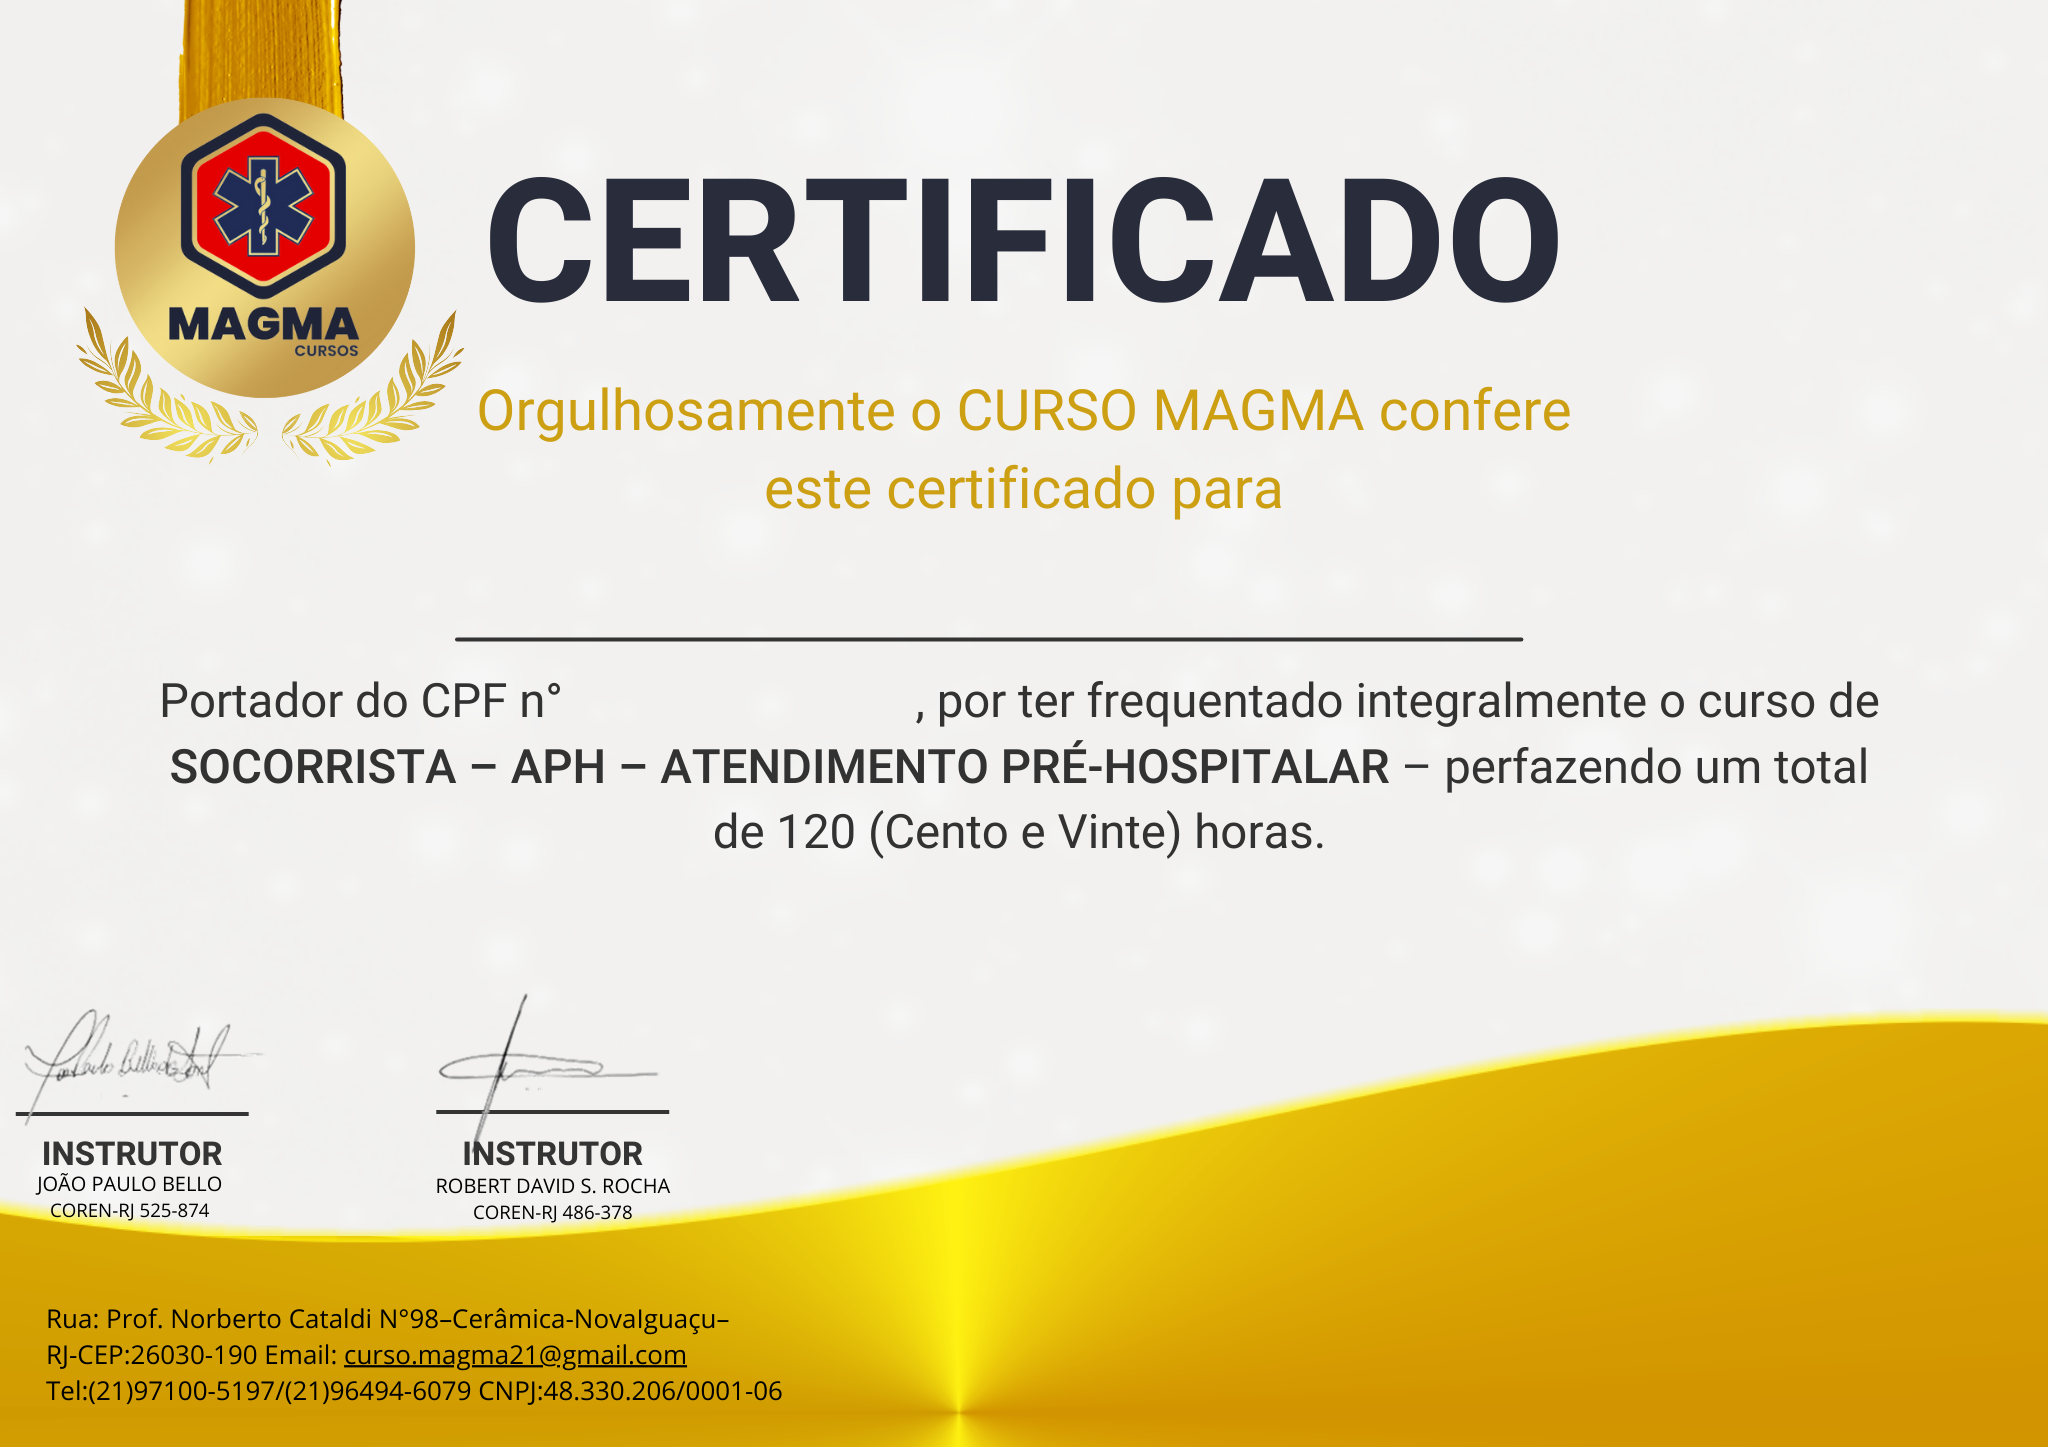 MAGMA
CURSOS
CERTIFICADO
Orgulhosamente o CURSO MAGMA confere
este certificado para
Portador do CPF n° , por ter frequentado integralmente o curso de
SOCORRISTA – APH – ATENDIMENTO PRÉ-HOSPITALAR – perfazendo um total
de 120 (Cento e Vinte) horas.
INSTRUTOR
JOÃO PAULO BELLO
COREN-RJ 525-874
INSTRUTOR
ROBERT DAVID S. ROCHA
COREN-RJ 486-378
Rua: Prof. Norberto Cataldi N°98–Cerâmica-NovaIguaçu–
RJ-CEP:26030-190 Email: curso.magma21@gmail.com
Tel:(21)97100-5197/(21)96494-6079 CNPJ:48.330.206/0001-06